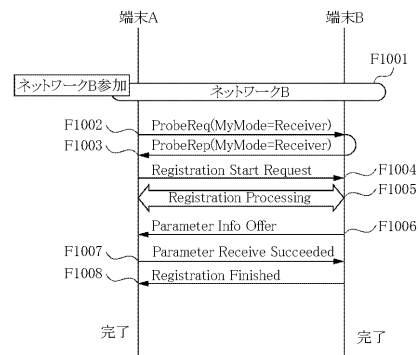 端末A
端末B
F1001
ネットワークB参加
ネットワークB
F1002
ProbeReq(MyMode=Receiver)
F1003
ProbeRep(MyMode=Receiver)
Registration Start Request
F1004
Registration Processing
F1005
Parameter Info Offer
F1006
F1007
Parameter Receive Succeeded
F1008
Registration Finished
完了
完了